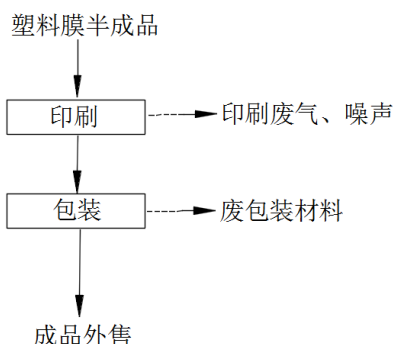 塑料膜半成品
印刷
印刷废气、噪声
包装
废包装材料
成品外售